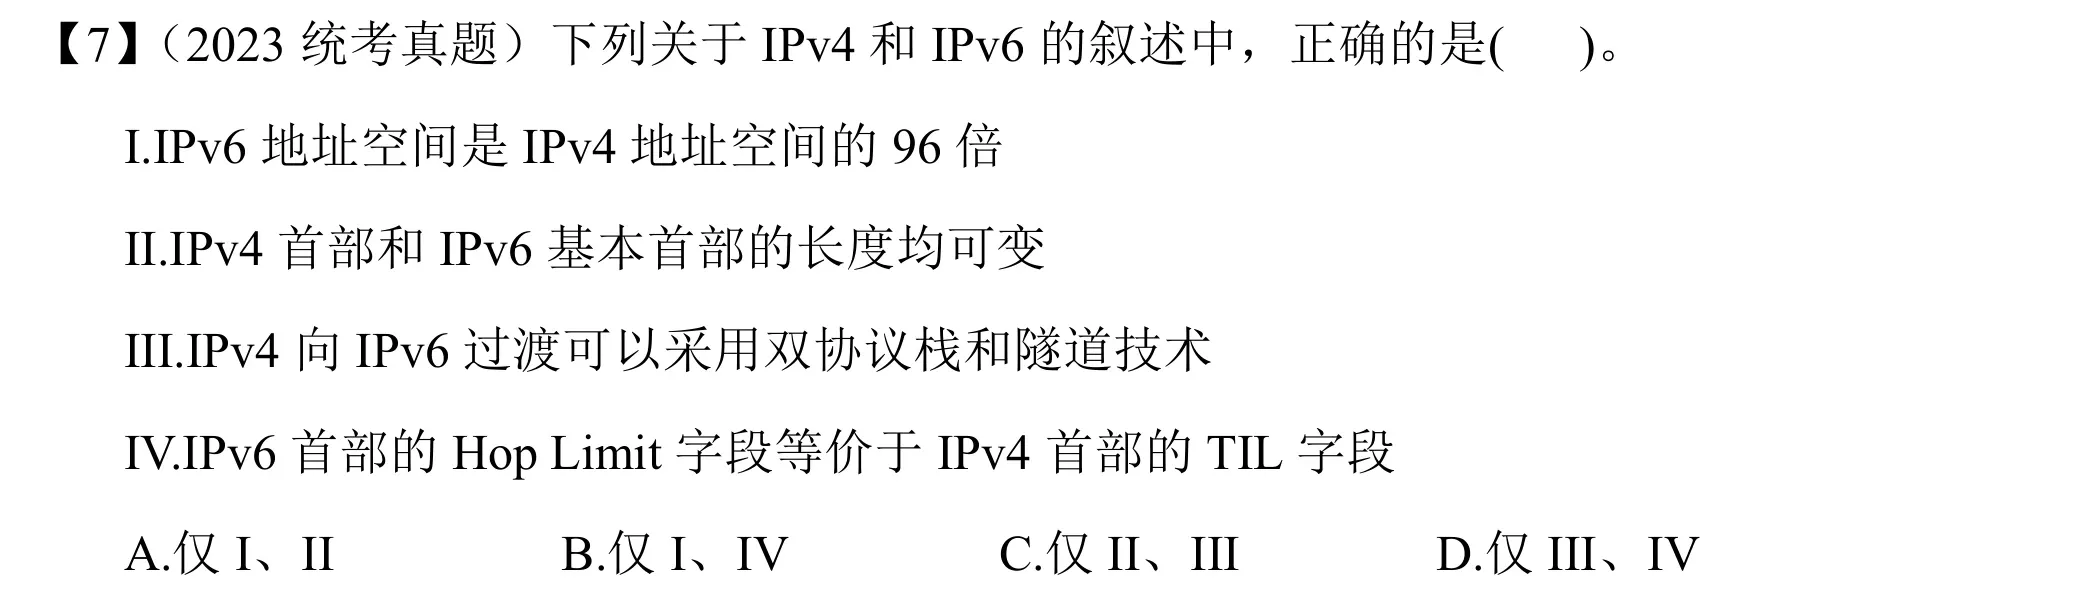 【7】（2023 统考真题）下列关于 IPv4 和 IPv6 的叙述中，正确的是(    )。
I.IPv6 地址空间是 IPv4 地址空间的 96 倍
II.IPv4 首部和 IPv6 基本首部的长度均可变
III.IPv4 向 IPv6 过渡可以采用双协议栈和隧道技术
IV.IPv6 首部的 Hop Limit 字段等价于 IPv4 首部的 TIL 字段
A.仅 I、II B.仅 I、IV C.仅 II、III D.仅 III、IV